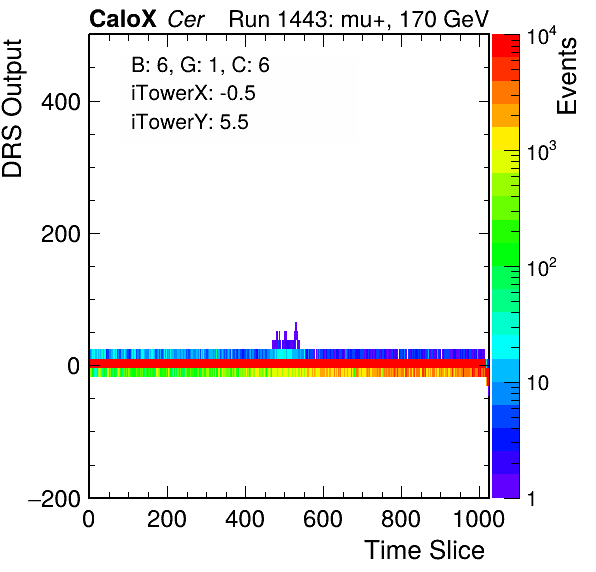 CaloX Cer Run 1443: mu+, 170 GeV
B: 6, G: 1, C: 6
iTowerX: -0.5
iTowerY: 5.5
DRS Output
400
200
0
−200
0 200 400 600 800 1000
Time Slice
Events
10^4
10^3
10^2
10
1